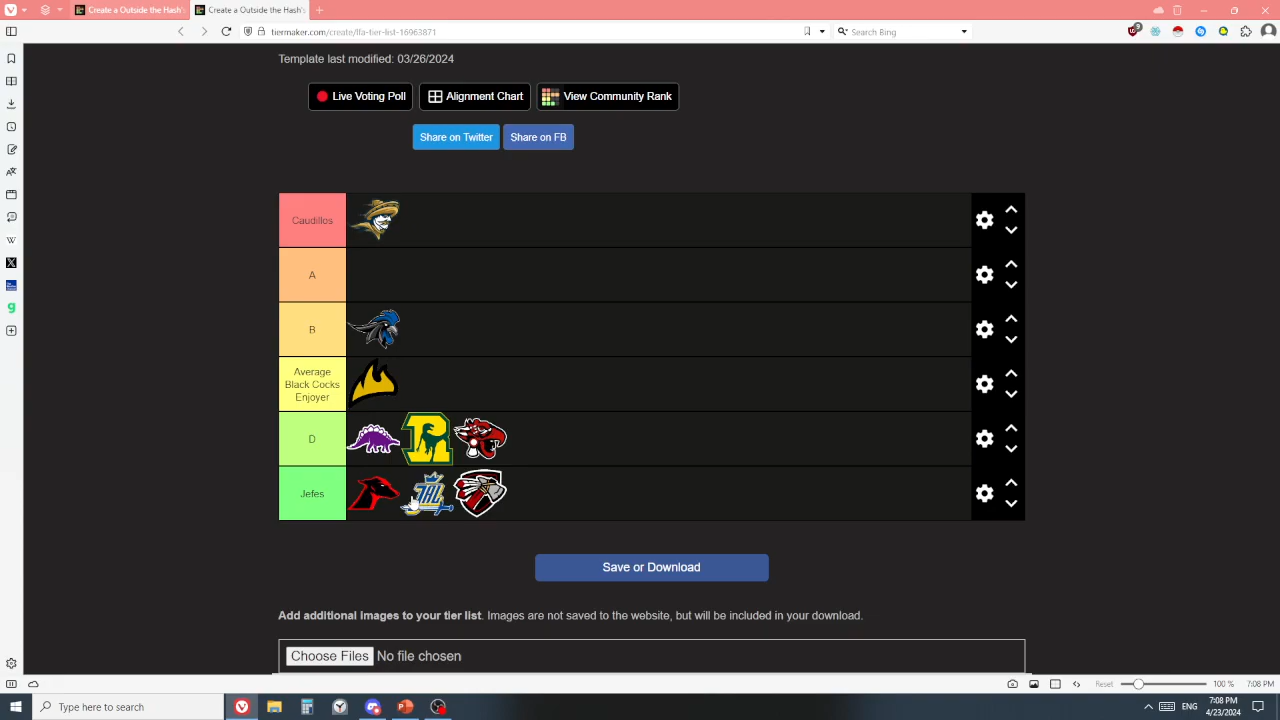 Create a Outside the Hash's
Create a Outside the Hash's
tiermaker.com/create/lfa-tier-list-16963871
Search Bing
9
Template last modified: 03/26/2024
Live Voting Poll
Alignment Chart
View Community Rank
Share on Twitter
Share on FB
Caudillos
A
B
Average
Black Cocks
Enjoyer
D
R
Jefes
Save or Download
Add additional images to your tier list. Images are not saved to the website, but will be included in your download.
Choose Files No file chosen
Reset
100 %
7:08 PM
Type here to search
ENG
7:08 PM
4/23/2024